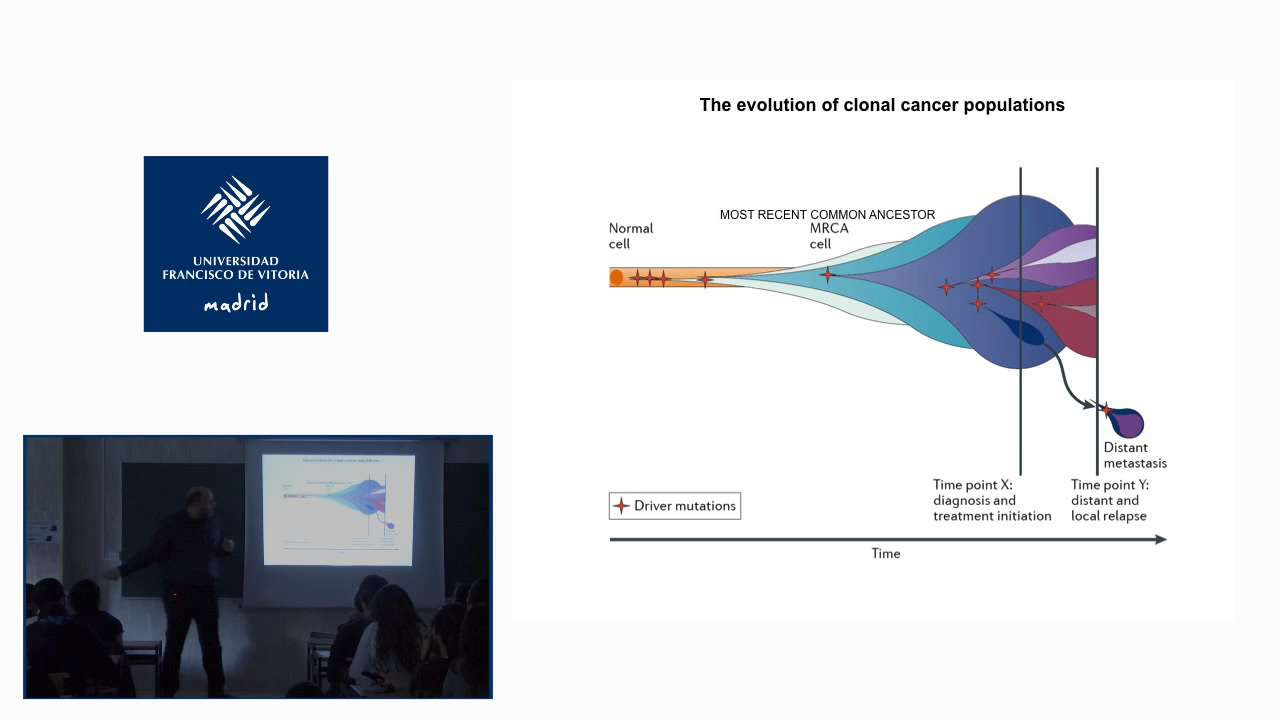 The evolution of clonal cancer populations
MOST RECENT COMMON ANCESTOR
Normal
cell
MRCA
cell
UNIVERSIDAD
FRANCISCO DE VITORIA
madrid
Distant
metastasis
Time point X:
diagnosis and
treatment initiation
Time point Y:
distant and
local relapse
Driver mutations
Time